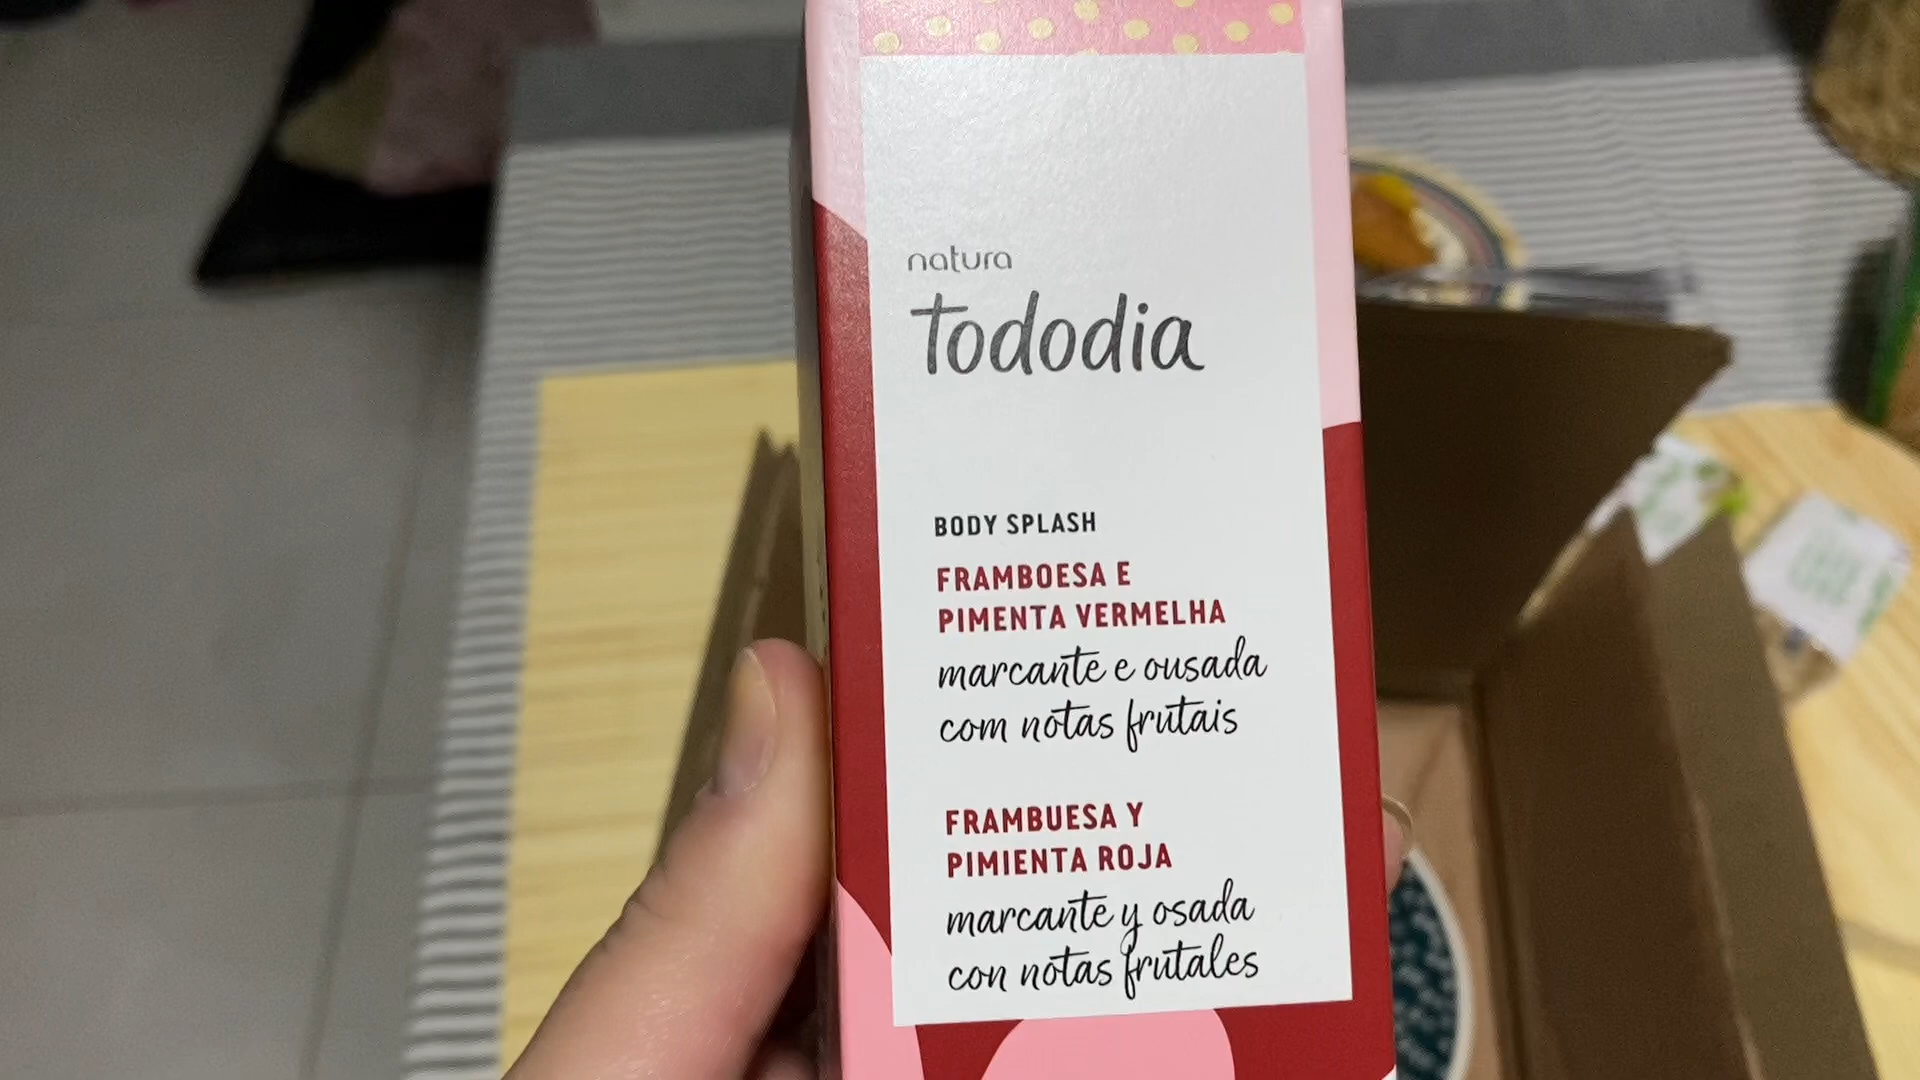 natura
tododia
BODY SPLASH
FRAMBOESA E
PIMENTA VERMELHA
marcante e ousada
com notas frutais
FRAMBUESA Y
PIMIENTA ROJA
marcante y osada
con notas frutales